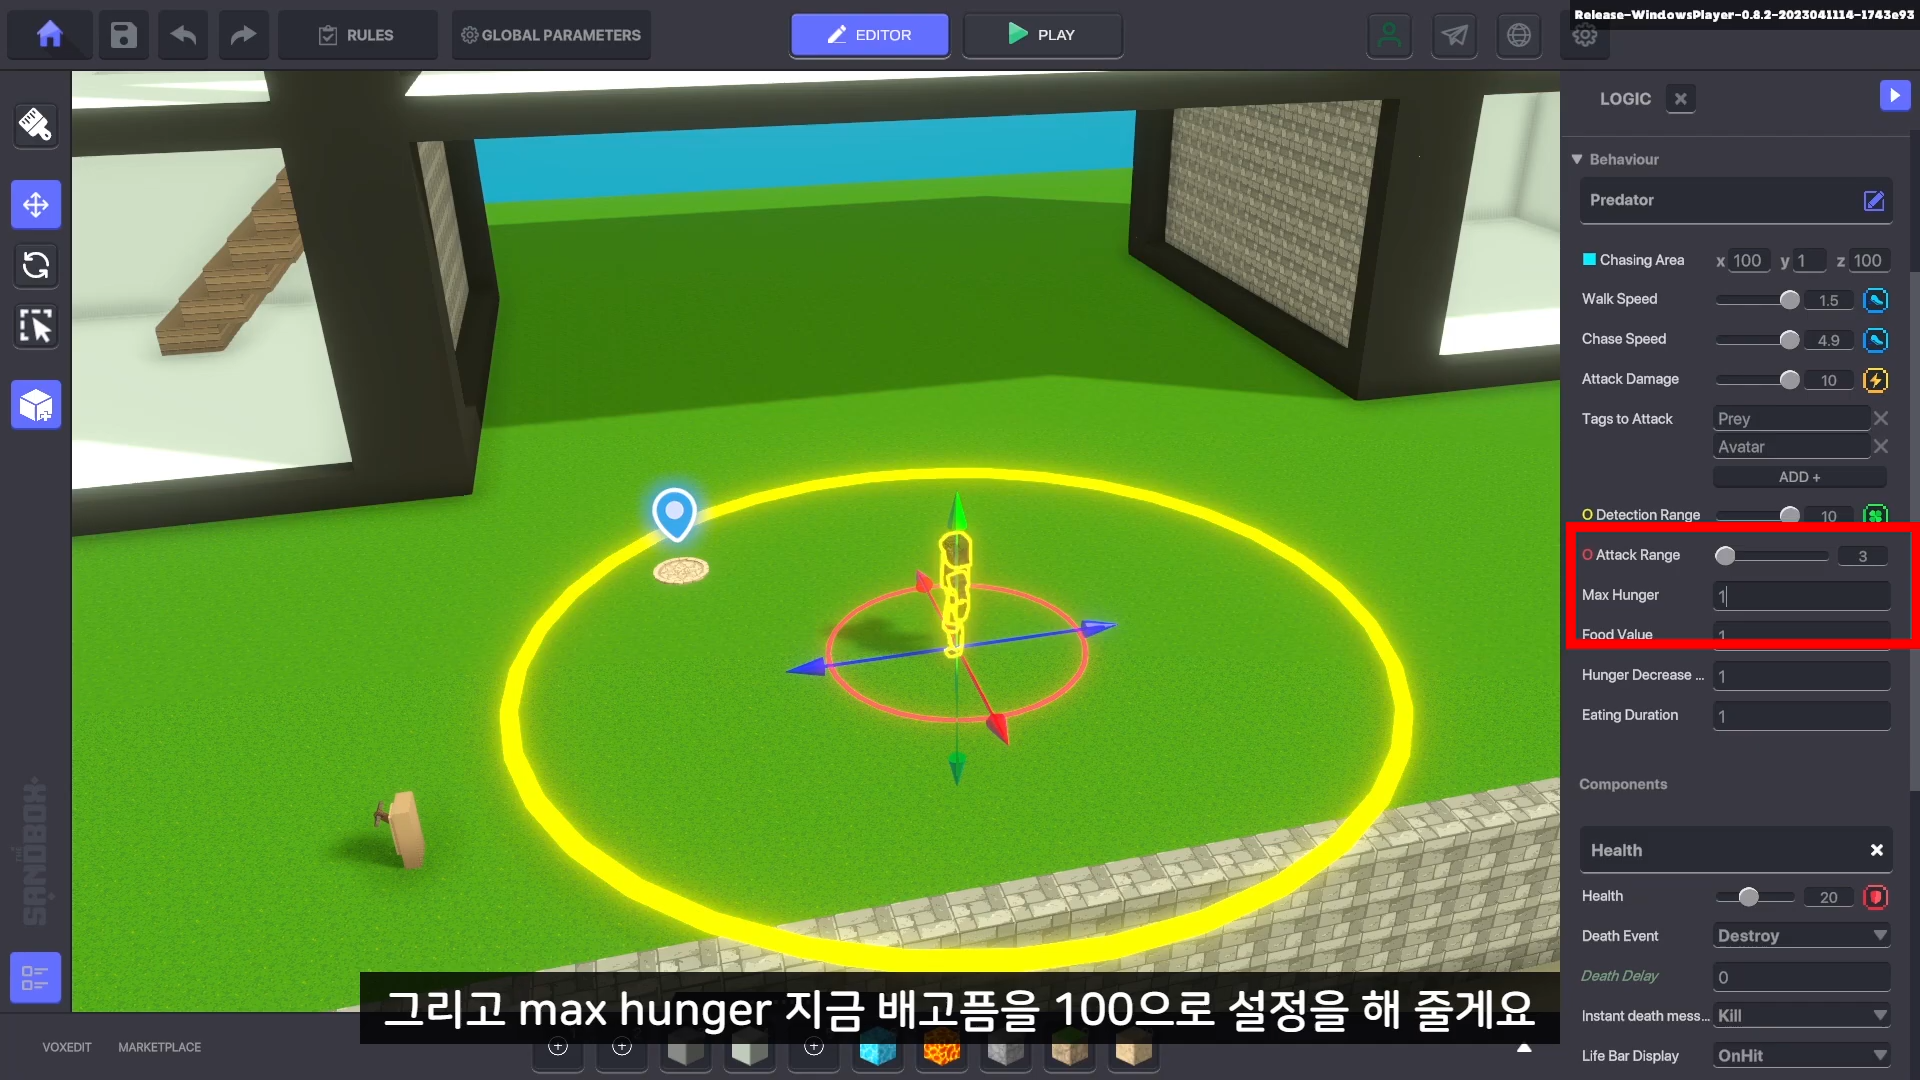 Release-WindowsPlayer-0.8.2-2023041114-1743e93
RULES
GLOBAL PARAMETERS
EDITOR
PLAY
LOGIC
Behaviour
Predator
Chasing Area x 100 y 1 z 100
Walk Speed 1.5
Chase Speed 4.9
Attack Damage 10
Tags to Attack Prey
Avatar
ADD +
Detection Range 10
Attack Range 3
Max Hunger 1
Food Value 1
Hunger Decrease ... 1
Eating Duration 1
Components
Health
Health 20
Death Event Destroy
Death Delay 0
Instant death mess... Kill
Life Bar Display OnHit
THE SANDBOX
그리고 max hunger 지금 배고픔을 100으로 설정을 해 줄게요
VOXEDIT MARKETPLACE